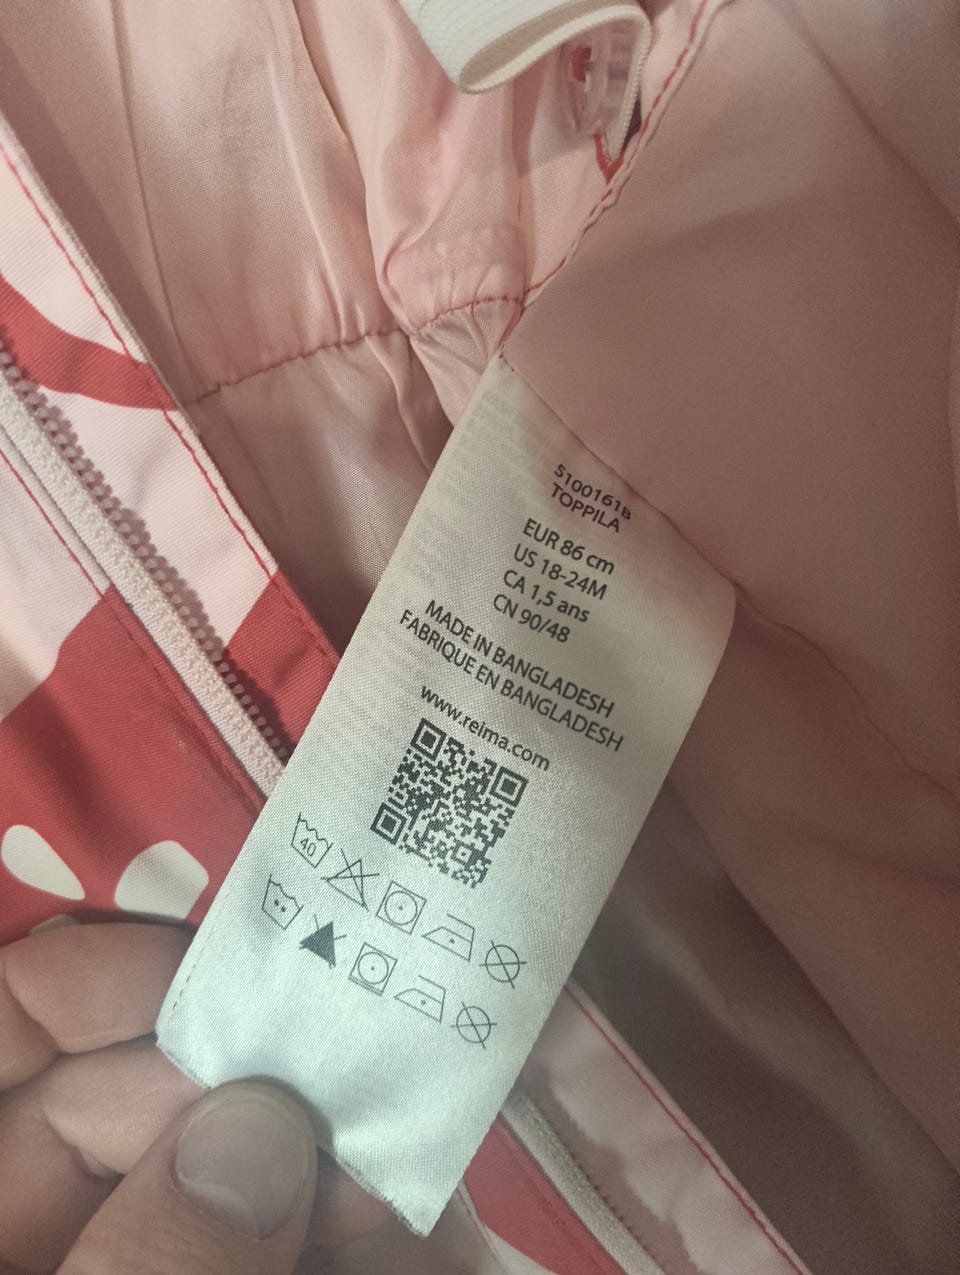 5100161B
TOPPILA
EUR 86 cm
US 18-24M
CA 1,5 ans
CN 90/48
MADE IN BANGLADESH
FABRIQUE EN BANGLADESH
www.reima.com
40